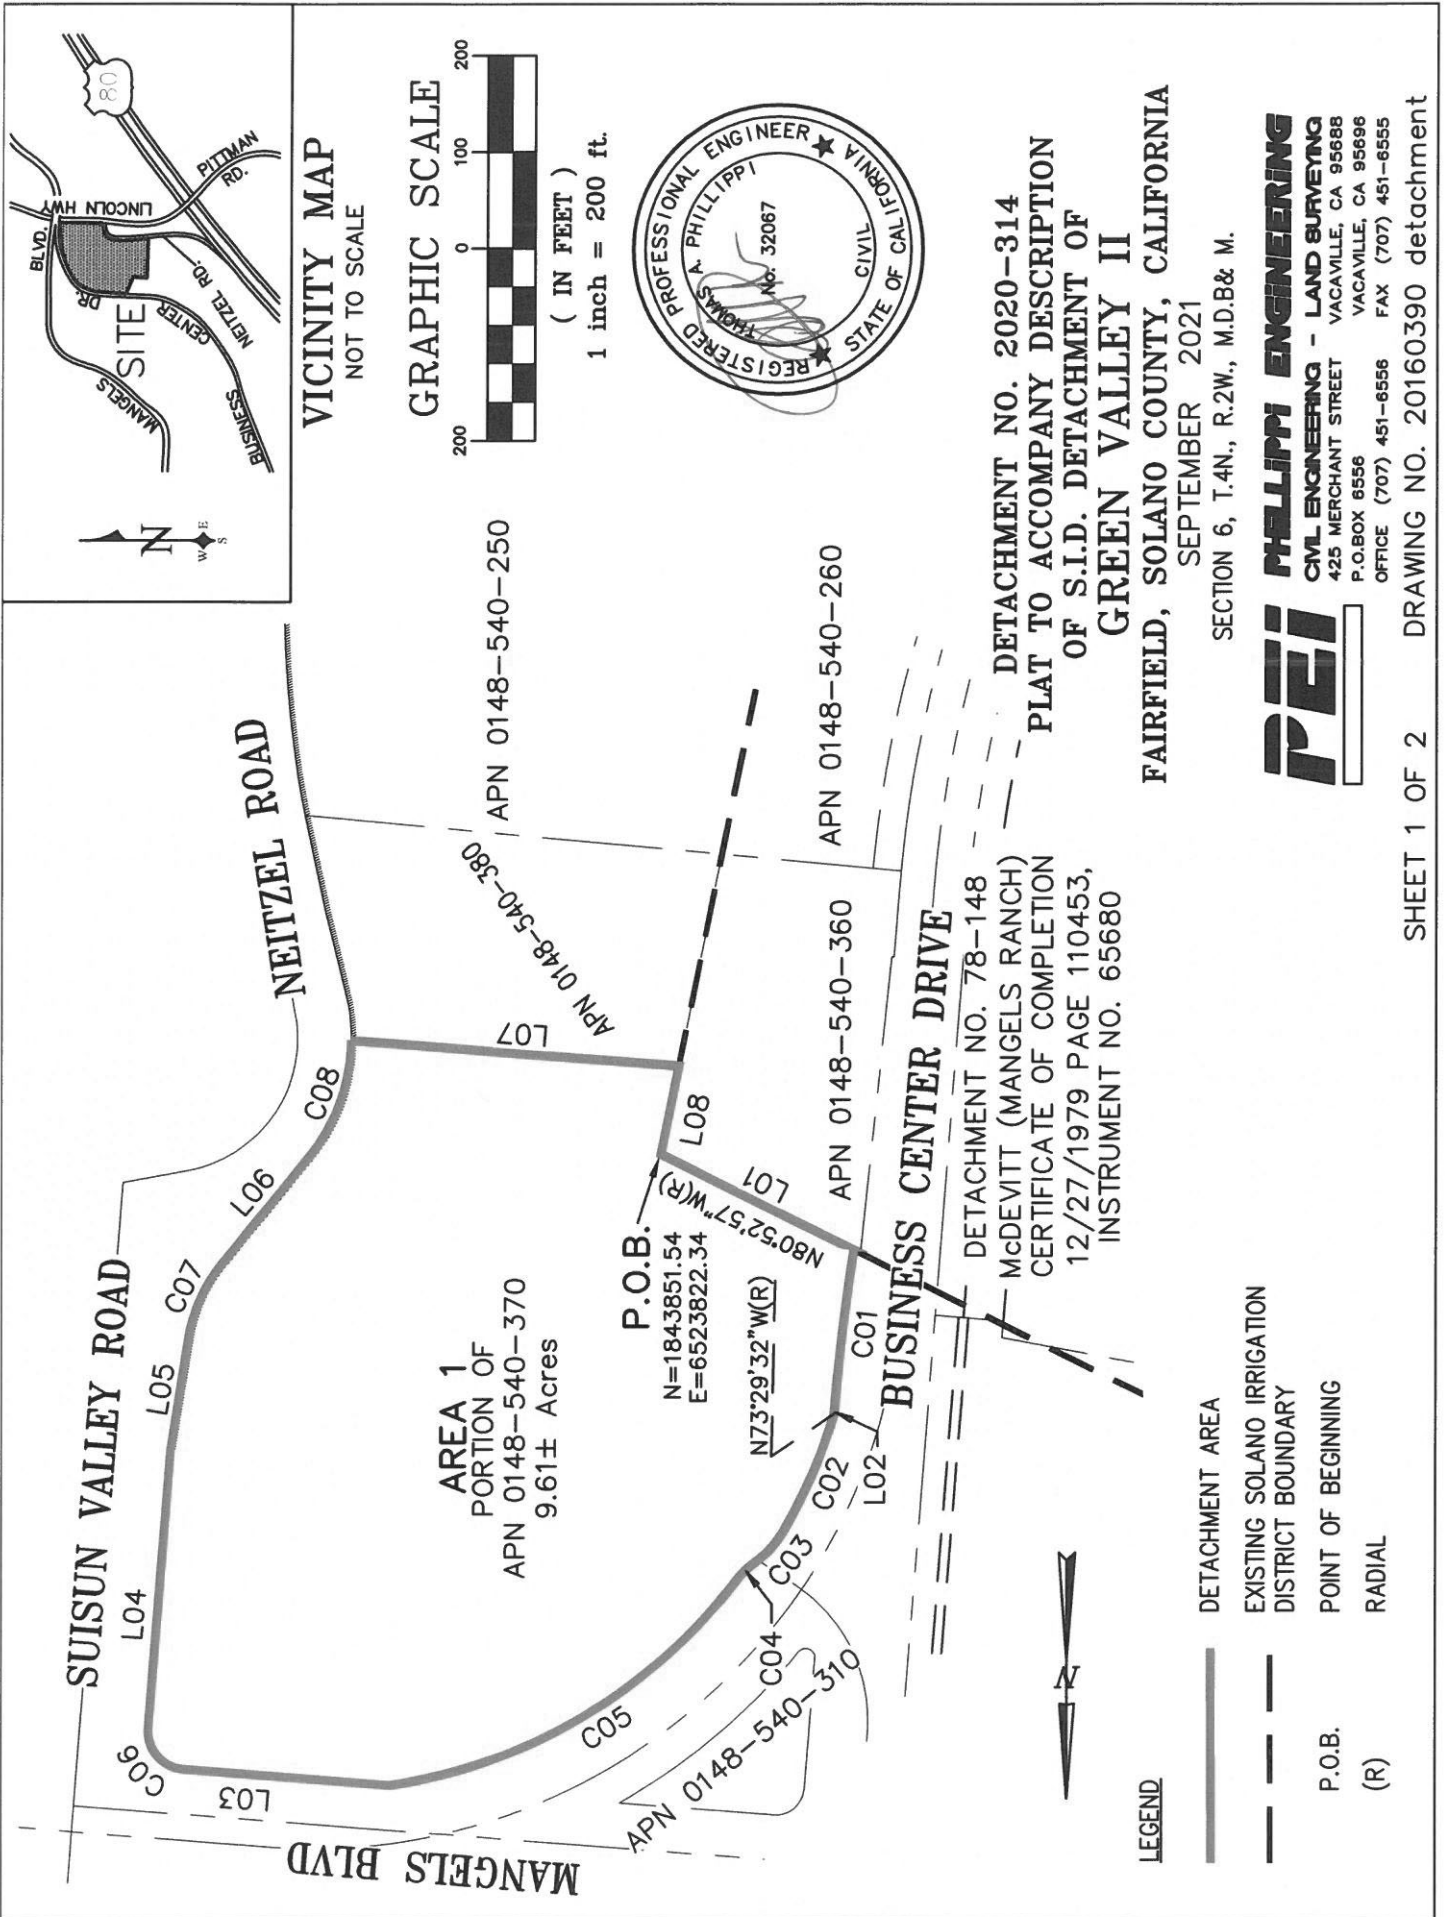 SUISUN VALLEY ROAD
NEITZEL ROAD
MANGELS BLVD
BUSINESS CENTER DRIVE
L04
L05
C07
L06
C08
C06
L03
C05
C04
C03
C02
L02
C01
L01
L08
L07
AREA 1
PORTION OF
APN 0148-540-370
9.61± Acres
P.O.B.
N=1843851.54
E=6523822.34
N80°52'57"W(R)
N73°29'32"W(R)
APN 0148-540-380
APN 0148-540-250
APN 0148-540-260
APN 0148-540-360
APN 0148-540-310
DETACHMENT NO. 78-148
McDEVITT (MANGELS RANCH)
CERTIFICATE OF COMPLETION
12/27/1979 PAGE 110453,
INSTRUMENT NO. 65680
N
LEGEND
DETACHMENT AREA
EXISTING SOLANO IRRIGATION
DISTRICT BOUNDARY
P.O.B. POINT OF BEGINNING
(R) RADIAL
N
W E
S
MANGELS
BLVD.
LINCOLN HWY
80
PITTMAN
RD.
SITE
DR.
CENTER
BUSINESS
NEITZEL RD.
VICINITY MAP
NOT TO SCALE
GRAPHIC SCALE
200 0 100 200
( IN FEET )
1 inch = 200 ft.
REGISTERED PROFESSIONAL ENGINEER
THOMAS A. PHILLIPPI
No. 32067
CIVIL
STATE OF CALIFORNIA
DETACHMENT NO. 2020-314
PLAT TO ACCOMPANY DESCRIPTION
OF S.I.D. DETACHMENT OF
GREEN VALLEY II
FAIRFIELD, SOLANO COUNTY, CALIFORNIA
SEPTEMBER 2021
SECTION 6, T.4N., R.2W., M.D.B& M.
PEI
PHILLIPPI ENGINEERING
CIVIL ENGINEERING - LAND SURVEYING
425 MERCHANT STREET VACAVILLE, CA 95688
P.O.BOX 6556 VACAVILLE, CA 95696
OFFICE (707) 451-6556 FAX (707) 451-6555
SHEET 1 OF 2 DRAWING NO. 20160390 detachment